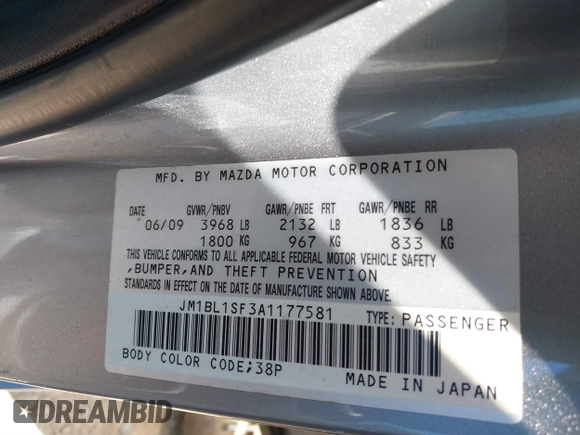 MFD. BY MAZDA MOTOR CORPORATION
DATE GVWR/PNBV GAWR/PNBE FRT GAWR/PNBE RR
06/09 3968 LB 2132 LB 1836 LB
1800 KG 967 KG 833 KG
THIS VEHICLE CONFORMS TO ALL APPLICABLE FEDERAL MOTOR VEHICLE SAFETY
,BUMPER,AND THEFT PREVENTION
STANDARDS IN EFFECT ON THE DATE OF MANUFACTURE SHOWN ABOVE.
JM1BL1SF3A1177581 TYPE: PASSENGER
BODY COLOR CODE;38P
MADE IN JAPAN
DREAMBID